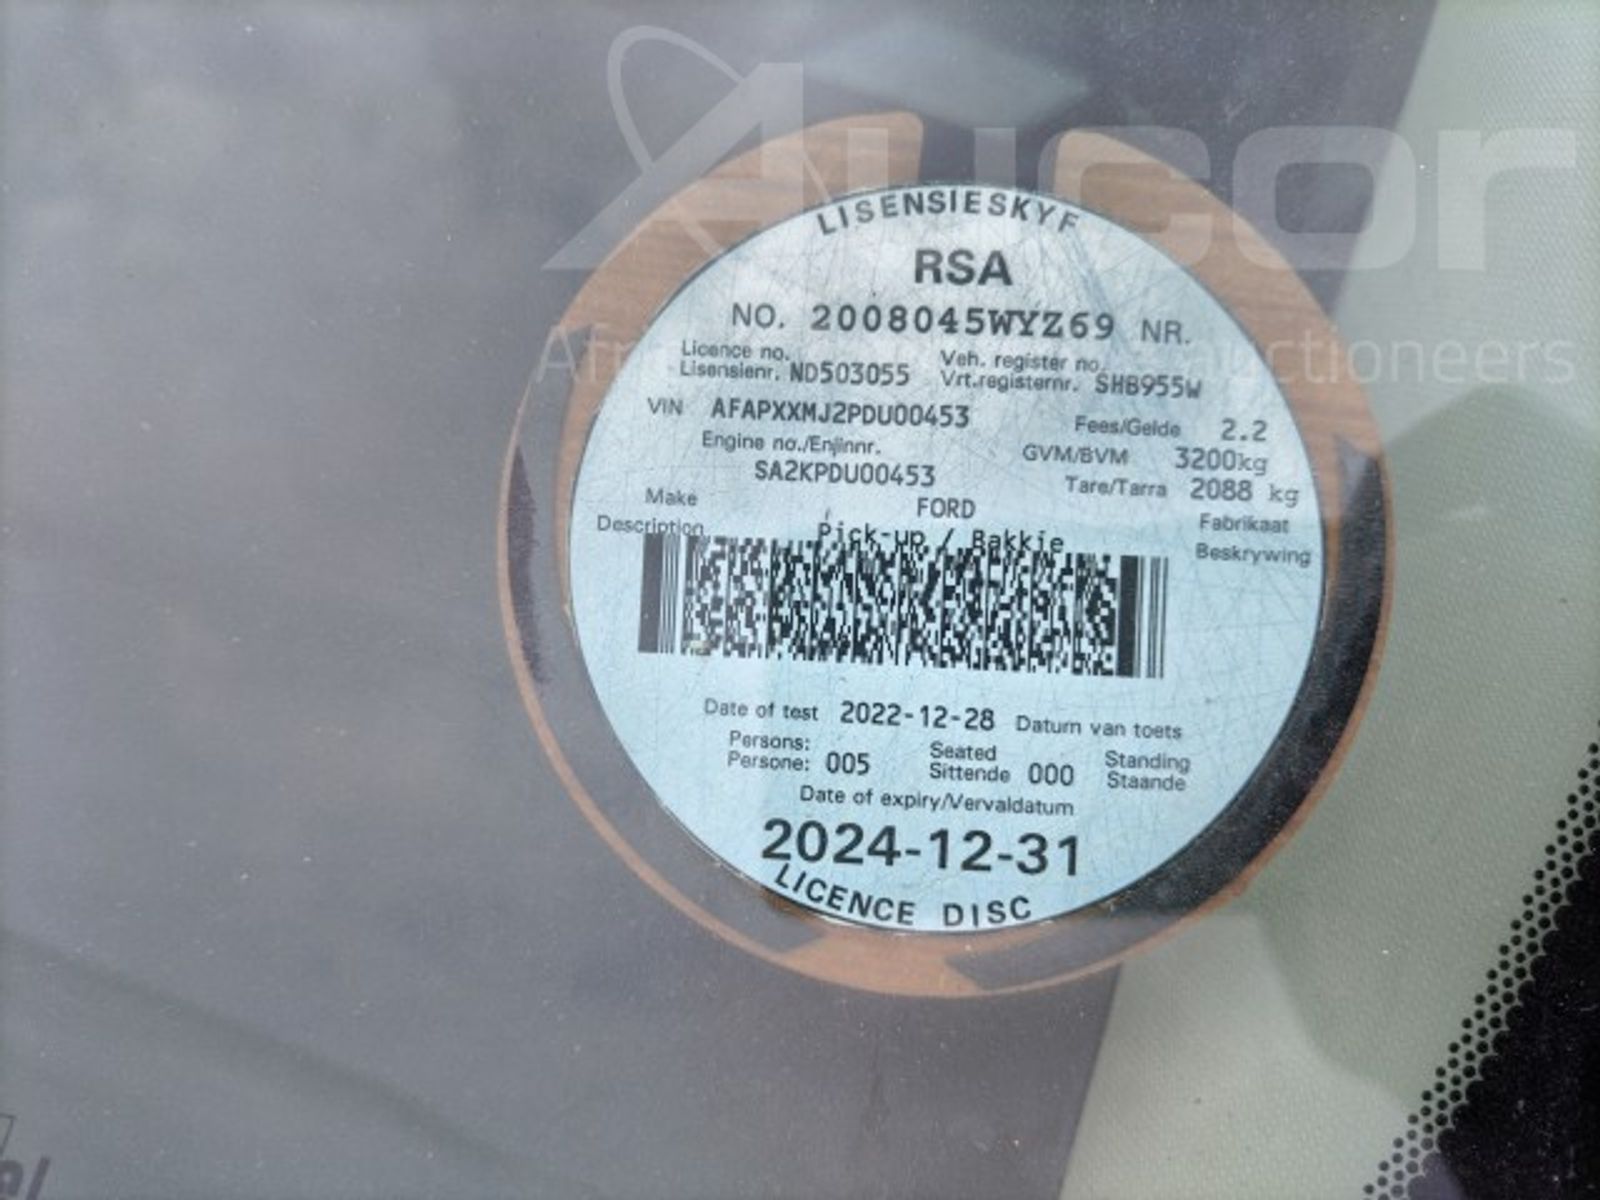 Aucor
LISENSIESKYF
RSA
NO. 2008045WYZ69 NR.
Licence no. Veh. register no.
Lisensienr. ND503055 Vrt.registernr. SHB955W
VIN AFAPXXMJ2PDU00453 Fees/Gelde 2.2
Engine no./Enjinnr. GVM/BVM 3200kg
SA2KPDU00453 Tare/Tarra 2088 kg
Make FORD Fabrikaat
Description Pick-up / Bakkie Beskrywing
Date of test 2022-12-28 Datum van toets
Persons: Seated Standing
Persone: 005 Sittende 000 Staande
Date of expiry/Vervaldatum
2024-12-31
LICENCE DISC